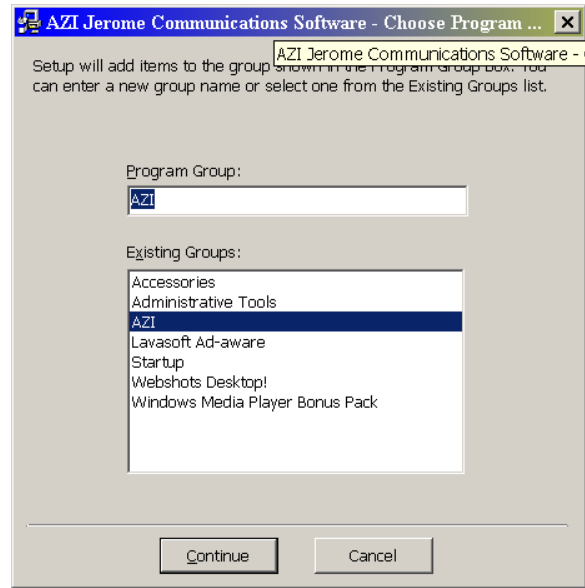 AZI Jerome Communications Software - Choose Program ...
AZI Jerome Communications Software -
Setup will add items to the group shown in the Program Group box. You
can enter a new group name or select one from the Existing Groups list.
Program Group:
AZI
Existing Groups:
Accessories
Administrative Tools
AZI
Lavasoft Ad-aware
Startup
Webshots Desktop!
Windows Media Player Bonus Pack
Continue
Cancel